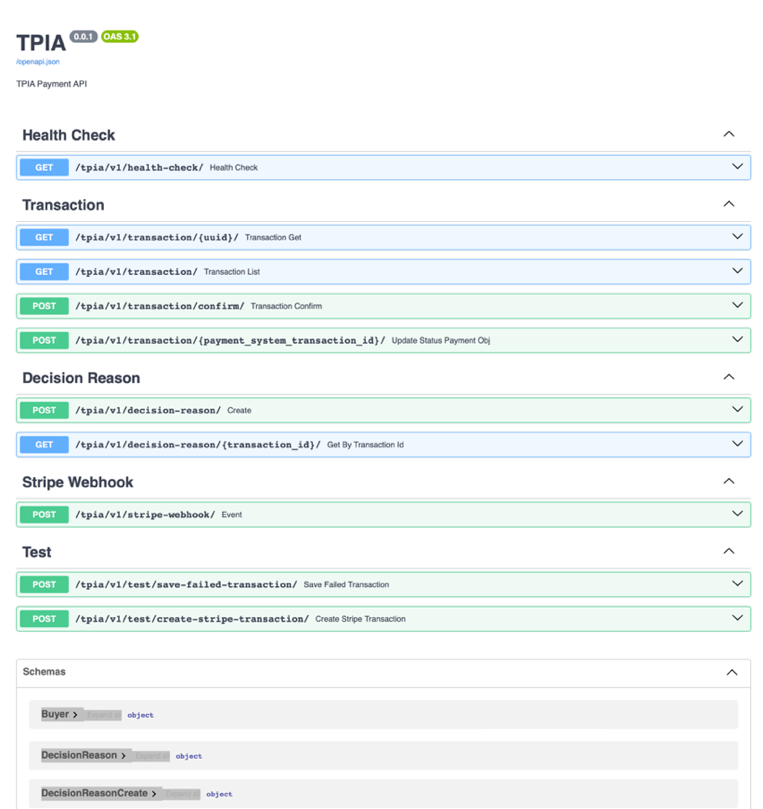 TPIA 0.0.1 OAS 3.1
/openapi.json
TPIA Payment API
Health Check
GET /tpia/v1/health-check/ Health Check
Transaction
GET /tpia/v1/transaction/{uuid}/ Transaction Get
GET /tpia/v1/transaction/ Transaction List
POST /tpia/v1/transaction/confirm/ Transaction Confirm
POST /tpia/v1/transaction/{payment_system_transaction_id}/ Update Status Payment Obj
Decision Reason
POST /tpia/v1/decision-reason/ Create
GET /tpia/v1/decision-reason/{transaction_id}/ Get By Transaction Id
Stripe Webhook
POST /tpia/v1/stripe-webhook/ Event
Test
POST /tpia/v1/test/save-failed-transaction/ Save Failed Transaction
POST /tpia/v1/test/create-stripe-transaction/ Create Stripe Transaction
Schemas
Buyer > Expand all object
DecisionReason > Expand all object
DecisionReasonCreate > Expand all object